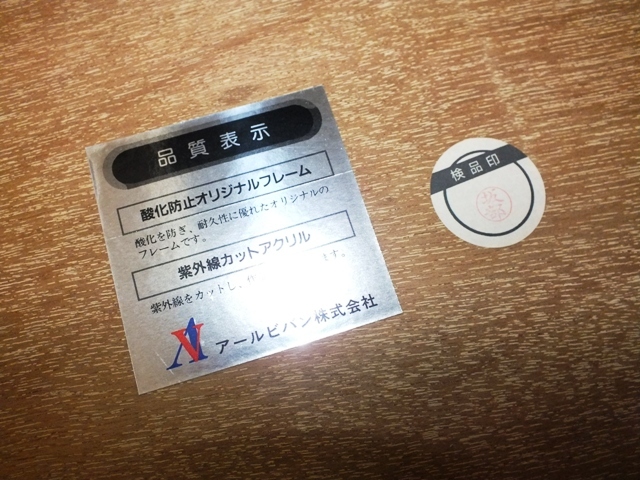 品質表示
酸化防止オリジナルフレーム
酸化を防ぎ、耐久性に優れたオリジナルの
フレームです。
紫外線カットアクリル
紫外線をカットし、 ます。
アールビバン株式会社
検品印